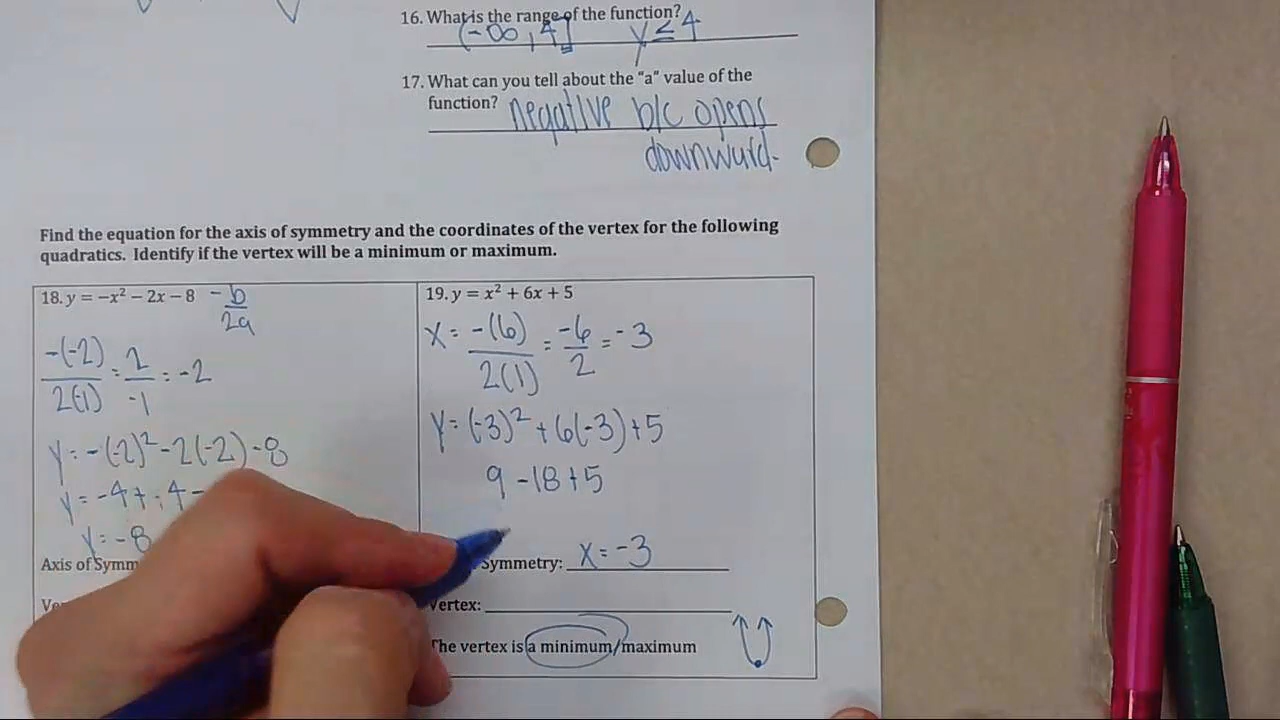 16. What is the range of the function?
(-∞, 4] y ≤ 4
17. What can you tell about the "a" value of the
function? negative b/c opens
downward.
Find the equation for the axis of symmetry and the coordinates of the vertex for the following
quadratics. Identify if the vertex will be a minimum or maximum.
18. y = −x² − 2x − 8 -b/2a
-(-2)/2(-1) = 2/-1 = -2
y = -(-2)² -2(-2) -8
y = -4 + 4 -
y = -8
Axis of Symm
19. y = x² + 6x + 5
x = -(6)/2(1) = -6/2 = -3
y = (-3)² + 6(-3) + 5
9 - 18 + 5
Symmetry: x = -3
Vertex:
The vertex is a minimum/maximum